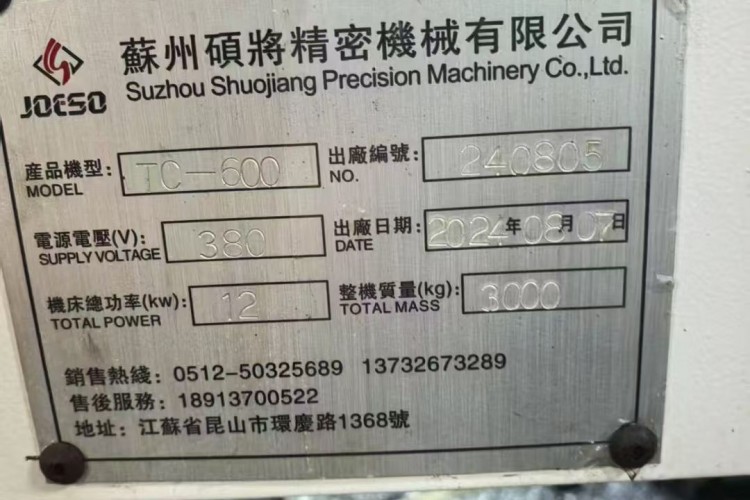 JOESO
蘇州碩將精密機械有限公司
Suzhou Shuojiang Precision Machinery Co.,Ltd.
産品機型: TC-600 出廠編號: 240805
MODEL NO.
電源電壓(V): 380 出廠日期: 2024年08月07日
SUPPLY VOLTAGE DATE
機床總功率(kw): 12 整機質量(kg): 3000
TOTAL POWER TOTAL MASS
銷售熱綫: 0512-50325689 13732673289
售後服務: 18913700522
地址: 江蘇省昆山市環慶路1368號